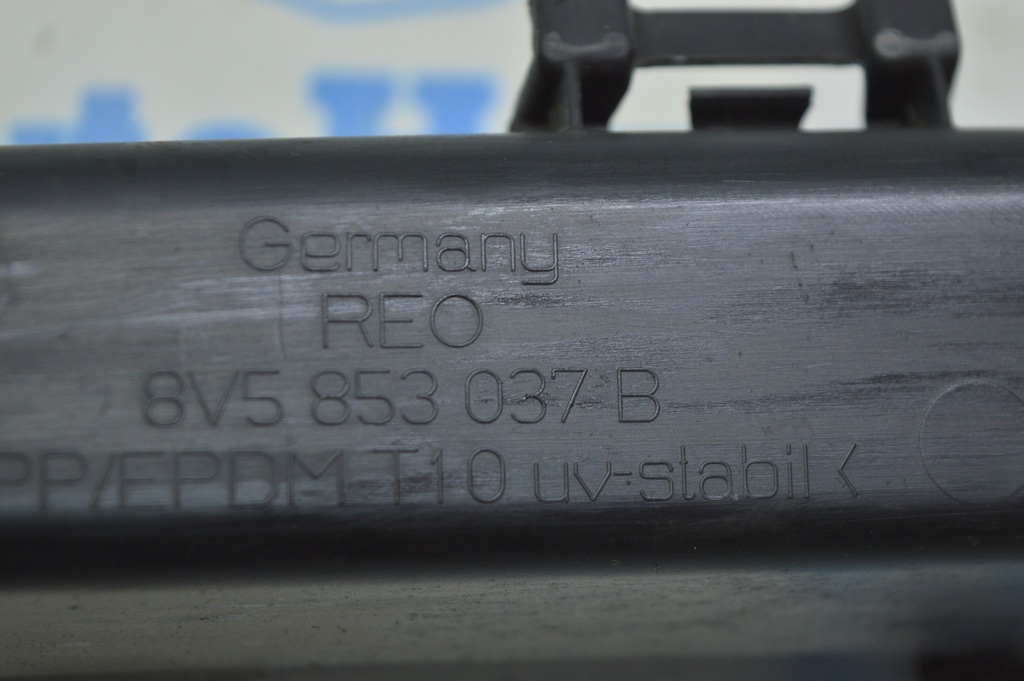 Germany
REO
8V5 853 037 B
PP/EPDM T10 uv-stabil <